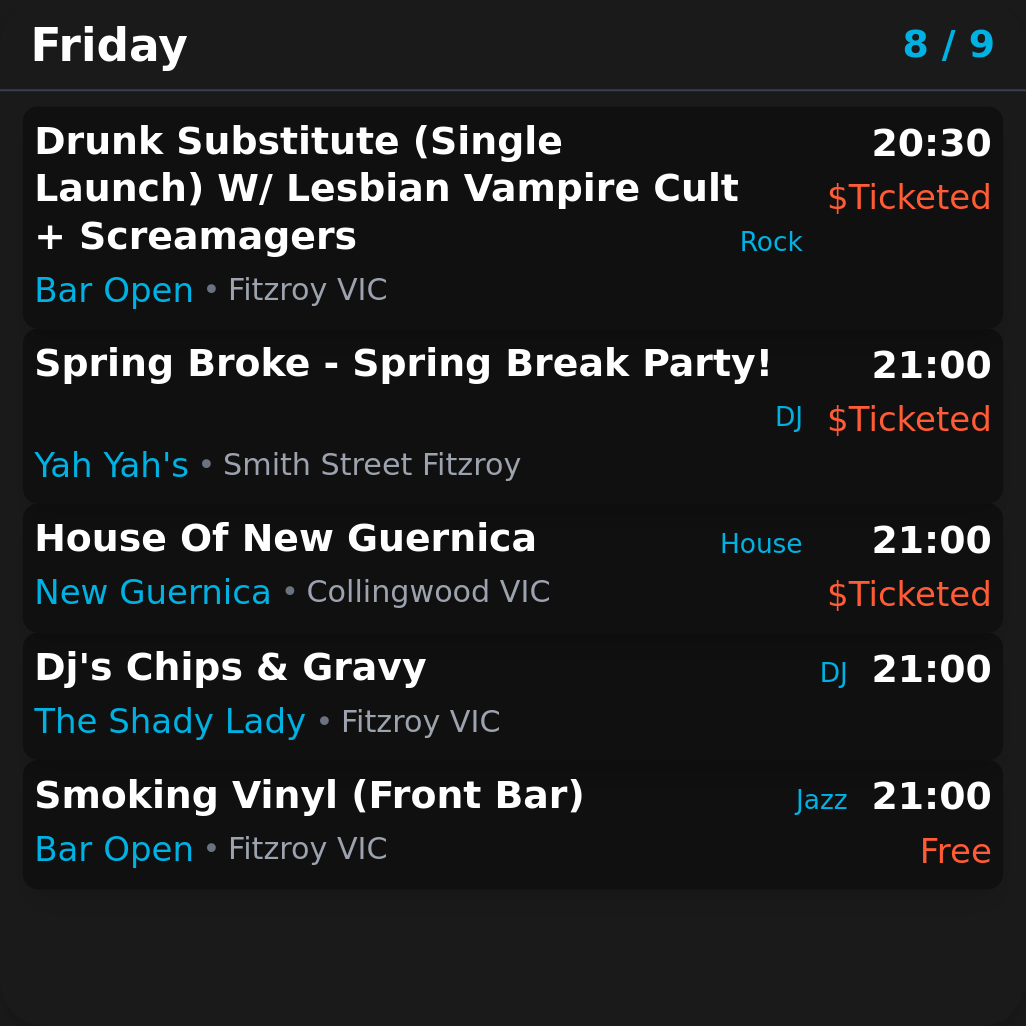 Friday
8 / 9
Drunk Substitute (Single
Launch) W/ Lesbian Vampire Cult
+ Screamagers
Rock
20:30
$Ticketed
Bar Open • Fitzroy VIC
Spring Broke - Spring Break Party!
DJ
21:00
$Ticketed
Yah Yah's • Smith Street Fitzroy
House Of New Guernica
House
21:00
$Ticketed
New Guernica • Collingwood VIC
Dj's Chips & Gravy
DJ
21:00
The Shady Lady • Fitzroy VIC
Smoking Vinyl (Front Bar)
Jazz
21:00
Free
Bar Open • Fitzroy VIC